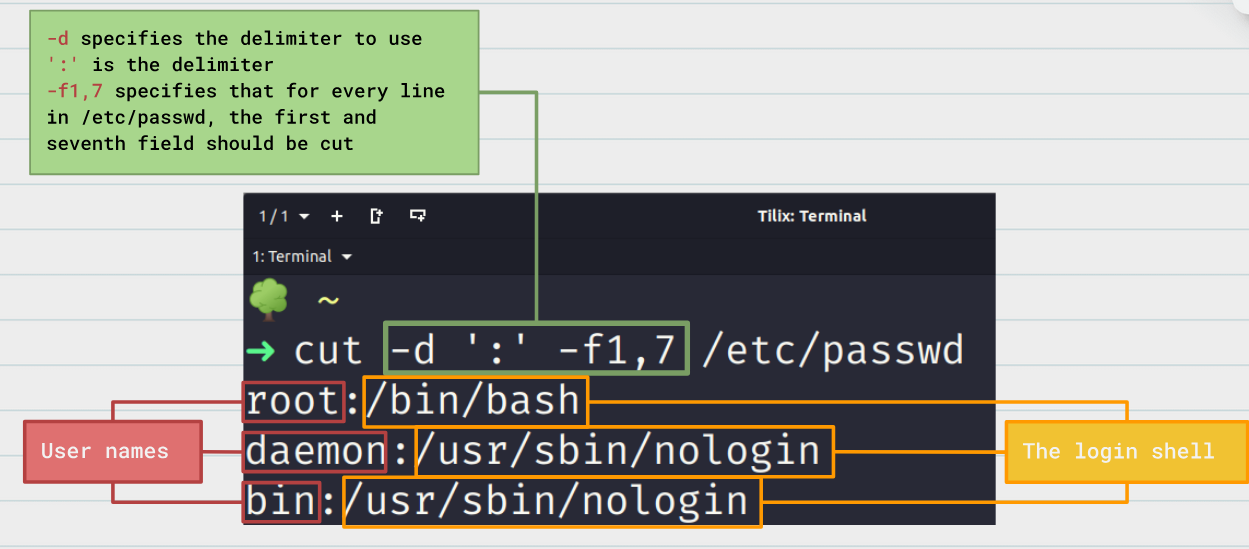 -d specifies the delimiter to use
':' is the delimiter
-f1,7 specifies that for every line
in /etc/passwd, the first and
seventh field should be cut
1/1
Tilix: Terminal
1: Terminal
~
➜ cut -d ':' -f1,7 /etc/passwd
root:/bin/bash
daemon:/usr/sbin/nologin
bin:/usr/sbin/nologin
User names
The login shell